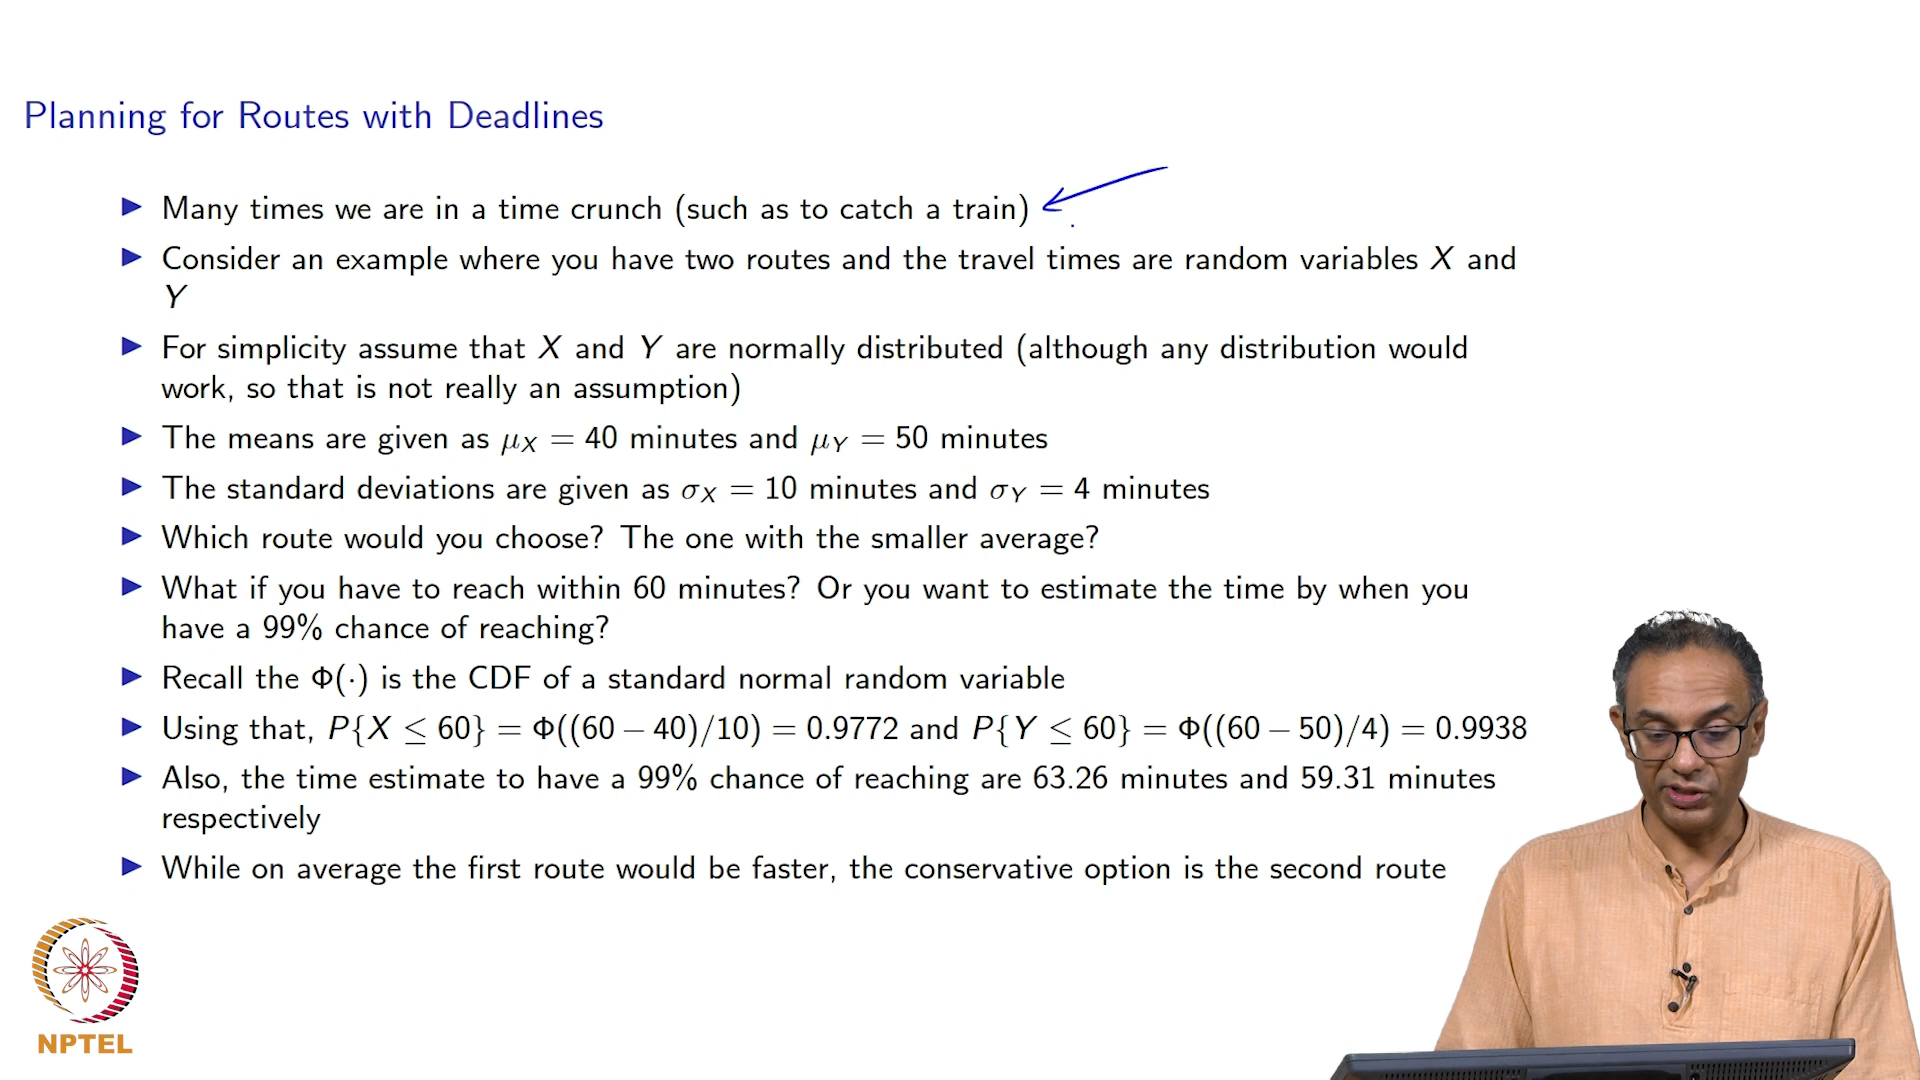 Planning for Routes with Deadlines
▶ Many times we are in a time crunch (such as to catch a train)
▶ Consider an example where you have two routes and the travel times are random variables X and
Y
▶ For simplicity assume that X and Y are normally distributed (although any distribution would
work, so that is not really an assumption)
▶ The means are given as μ_X = 40 minutes and μ_Y = 50 minutes
▶ The standard deviations are given as σ_X = 10 minutes and σ_Y = 4 minutes
▶ Which route would you choose? The one with the smaller average?
▶ What if you have to reach within 60 minutes? Or you want to estimate the time by when you
have a 99% chance of reaching?
▶ Recall the Φ(·) is the CDF of a standard normal random variable
▶ Using that, P{X ≤ 60} = Φ((60 − 40)/10) = 0.9772 and P{Y ≤ 60} = Φ((60 − 50)/4) = 0.9938
▶ Also, the time estimate to have a 99% chance of reaching are 63.26 minutes and 59.31 minutes
respectively
▶ While on average the first route would be faster, the conservative option is the second route
NPTEL